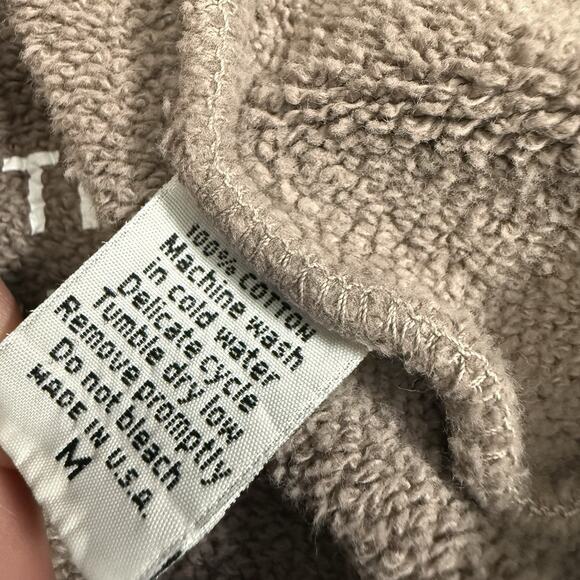 TI
100% COTTON
Machine wash
in cold water
Delicate cycle
Tumble dry low
Remove promptly
Do not bleach
MADE IN U.S.A.
M